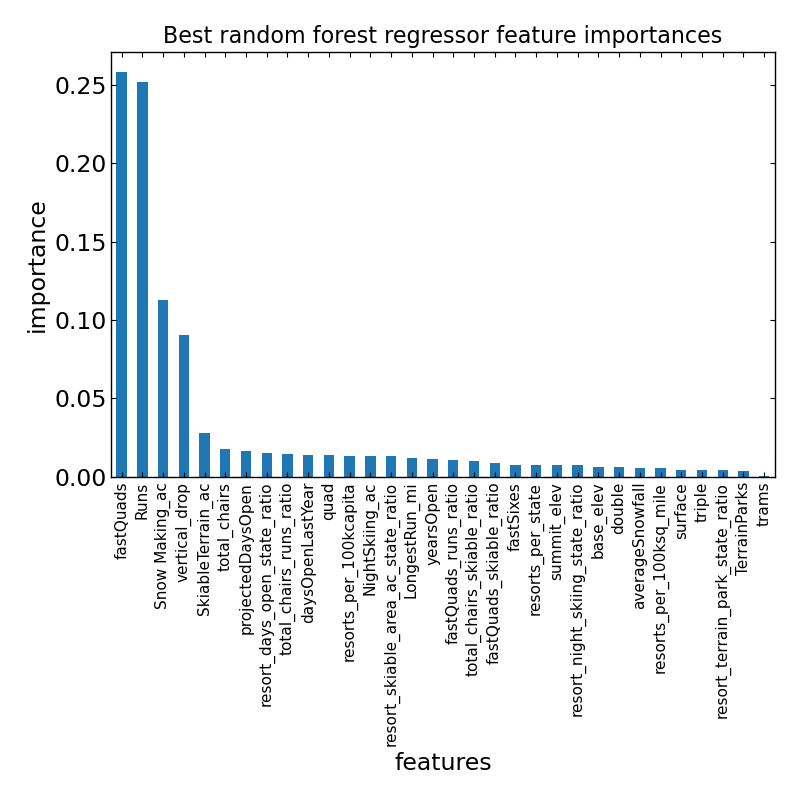 Best random forest regressor feature importances
importance
0.25
0.20
0.15
0.10
0.05
0.00
fastQuads
Runs
Snow Making_ac
vertical_drop
SkiableTerrain_ac
total_chairs
projectedDaysOpen
resort_days_open_state_ratio
total_chairs_runs_ratio
daysOpenLastYear
quad
resorts_per_100kcapita
NightSkiing_ac
resort_skiable_area_ac_state_ratio
LongestRun_mi
yearsOpen
fastQuads_runs_ratio
total_chairs_skiable_ratio
fastQuads_skiable_ratio
fastSixes
resorts_per_state
summit_elev
resort_night_skiing_state_ratio
base_elev
double
averageSnowfall
resorts_per_100ksq_mile
surface
triple
resort_terrain_park_state_ratio
TerrainParks
trams
features